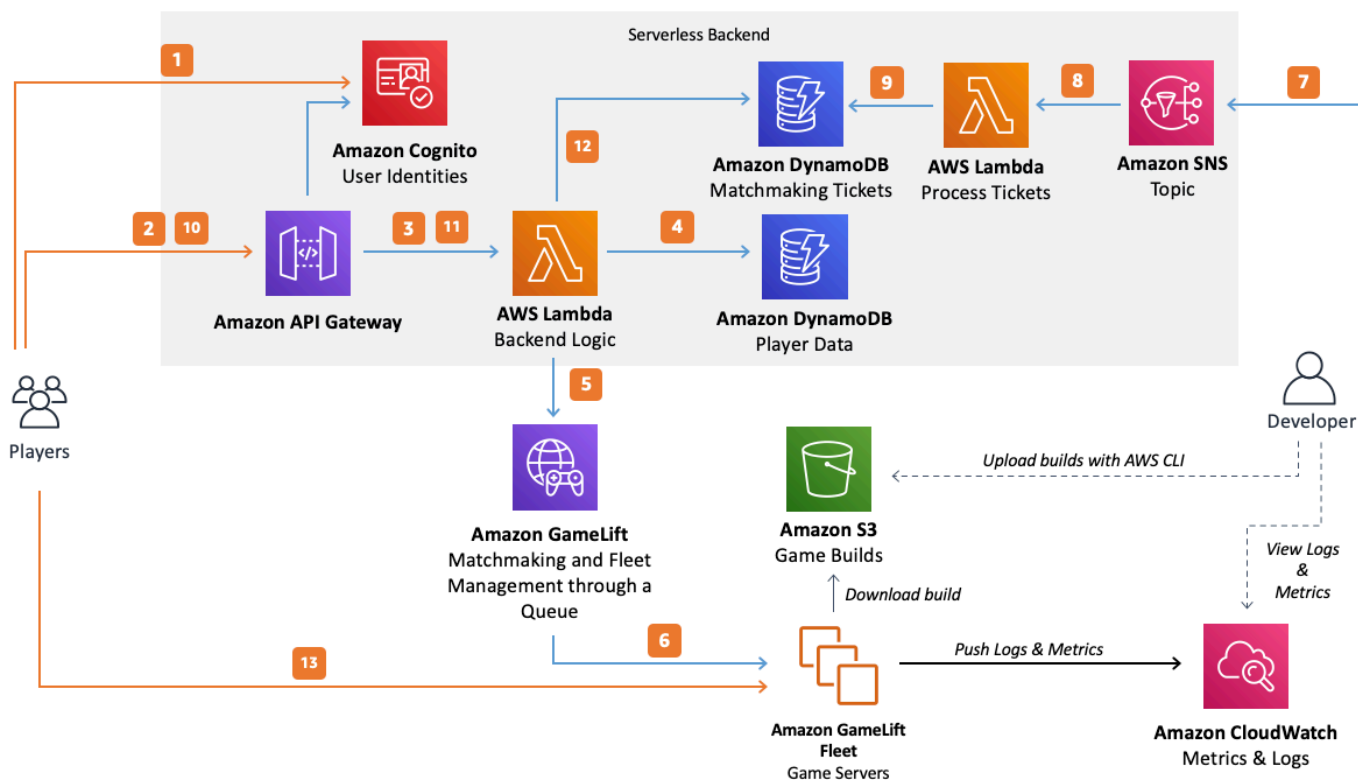 Serverless Backend
1
7
8
9
12
Amazon Cognito
User Identities
Amazon DynamoDB
Matchmaking Tickets
AWS Lambda
Process Tickets
Amazon SNS
Topic
2
10
3
11
4
Amazon API Gateway
AWS Lambda
Backend Logic
Amazon DynamoDB
Player Data
5
Players
Developer
Upload builds with AWS CLI
Amazon GameLift
Matchmaking and Fleet
Management through a
Queue
Amazon S3
Game Builds
View Logs
&
Metrics
Download build
6
13
Push Logs & Metrics
Amazon GameLift
Fleet
Game Servers
Amazon CloudWatch
Metrics & Logs